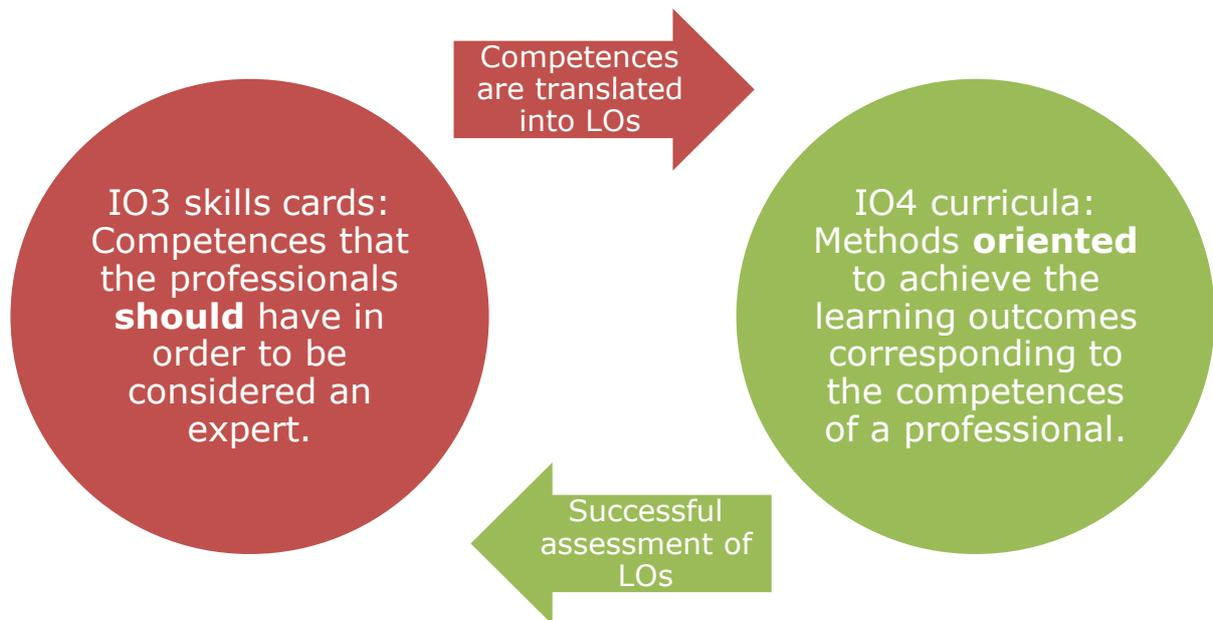 Competences
are translated
into LOs
IO3 skills cards:
Competences that
the professionals
should have in
order to be
considered an
expert.
IO4 curricula:
Methods oriented
to achieve the
learning outcomes
corresponding to
the competences
of a professional.
Successful
assessment of
LOs